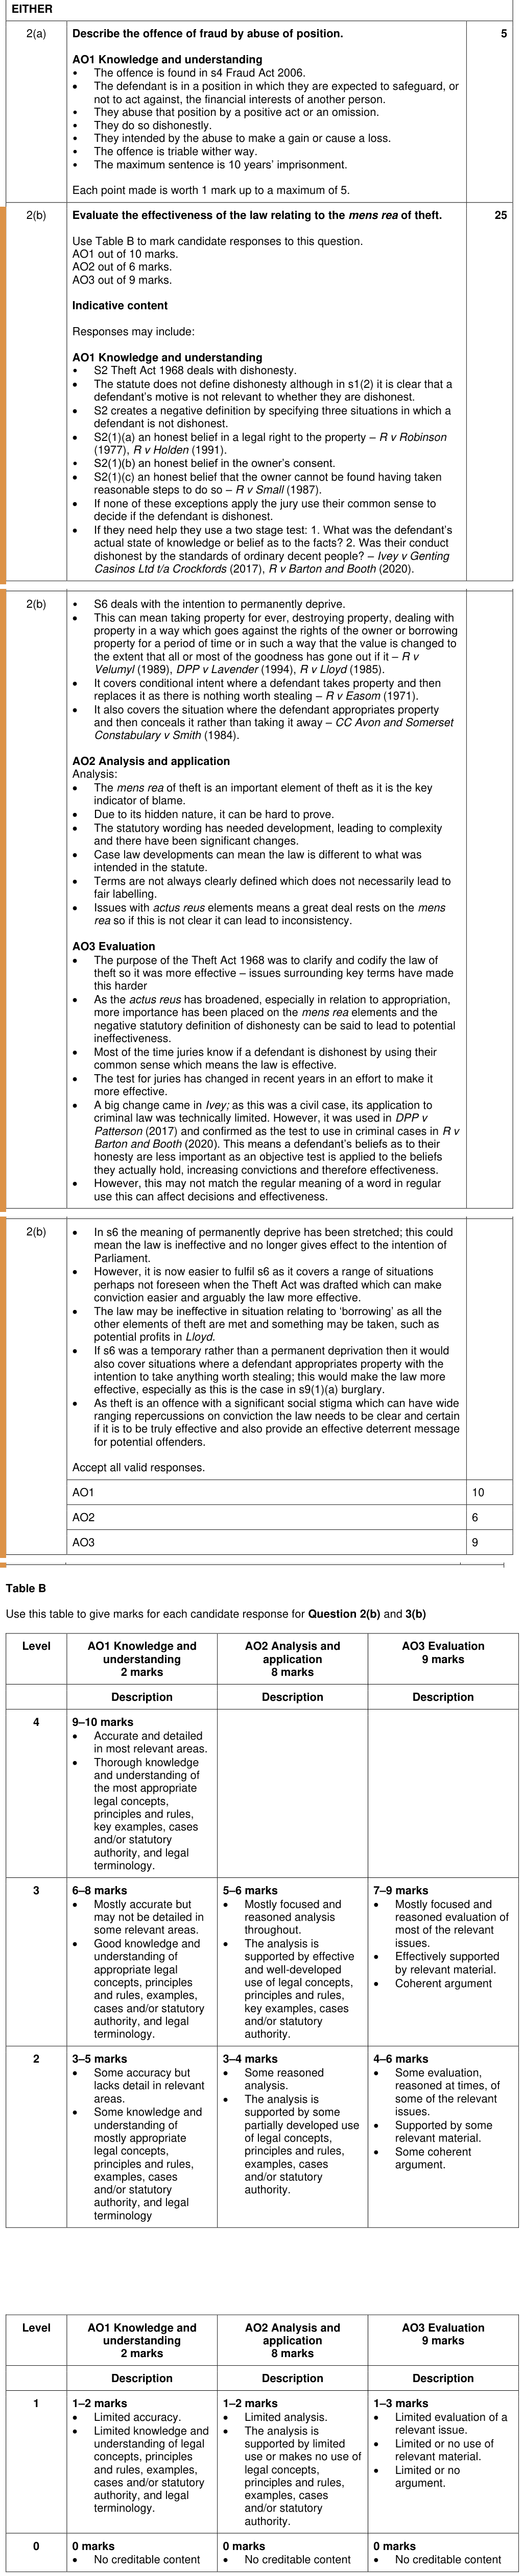 EITHER
2(a)
Describe the offence of fraud by abuse of position.
5
AO1 Knowledge and understanding
• The offence is found in s4 Fraud Act 2006.
• The defendant is in a position in which they are expected to safeguard, or
not to act against, the financial interests of another person.
• They abuse that position by a positive act or an omission.
• They do so dishonestly.
• They intended by the abuse to make a gain or cause a loss.
• The offence is triable wither way.
• The maximum sentence is 10 years' imprisonment.
Each point made is worth 1 mark up to a maximum of 5.
2(b)
Evaluate the effectiveness of the law relating to the mens rea of theft.
25
Use Table B to mark candidate responses to this question.
AO1 out of 10 marks.
AO2 out of 6 marks.
AO3 out of 9 marks.
Indicative content
Responses may include:
AO1 Knowledge and understanding
• S2 Theft Act 1968 deals with dishonesty.
• The statute does not define dishonesty although in s1(2) it is clear that a
defendant's motive is not relevant to whether they are dishonest.
• S2 creates a negative definition by specifying three situations in which a
defendant is not dishonest.
• S2(1)(a) an honest belief in a legal right to the property – R v Robinson
(1977), R v Holden (1991).
• S2(1)(b) an honest belief in the owner's consent.
• S2(1)(c) an honest belief that the owner cannot be found having taken
reasonable steps to do so – R v Small (1987).
• If none of these exceptions apply the jury use their common sense to
decide if the defendant is dishonest.
• If they need help they use a two stage test: 1. What was the defendant's
actual state of knowledge or belief as to the facts? 2. Was their conduct
dishonest by the standards of ordinary decent people? – Ivey v Genting
Casinos Ltd t/a Crockfords (2017), R v Barton and Booth (2020).
2(b)
• S6 deals with the intention to permanently deprive.
• This can mean taking property for ever, destroying property, dealing with
property in a way which goes against the rights of the owner or borrowing
property for a period of time or in such a way that the value is changed to
the extent that all or most of the goodness has gone out if it – R v
Velumyl (1989), DPP v Lavender (1994), R v Lloyd (1985).
• It covers conditional intent where a defendant takes property and then
replaces it as there is nothing worth stealing – R v Easom (1971).
• It also covers the situation where the defendant appropriates property
and then conceals it rather than taking it away – CC Avon and Somerset
Constabulary v Smith (1984).
AO2 Analysis and application
Analysis:
• The mens rea of theft is an important element of theft as it is the key
indicator of blame.
• Due to its hidden nature, it can be hard to prove.
• The statutory wording has needed development, leading to complexity
and there have been significant changes.
• Case law developments can mean the law is different to what was
intended in the statute.
• Terms are not always clearly defined which does not necessarily lead to
fair labelling.
• Issues with actus reus elements means a great deal rests on the mens
rea so if this is not clear it can lead to inconsistency.
AO3 Evaluation
• The purpose of the Theft Act 1968 was to clarify and codify the law of
theft so it was more effective – issues surrounding key terms have made
this harder
• As the actus reus has broadened, especially in relation to appropriation,
more importance has been placed on the mens rea elements and the
negative statutory definition of dishonesty can be said to lead to potential
ineffectiveness.
• Most of the time juries know if a defendant is dishonest by using their
common sense which means the law is effective.
• The test for juries has changed in recent years in an effort to make it
more effective.
• A big change came in Ivey; as this was a civil case, its application to
criminal law was technically limited. However, it was used in DPP v
Patterson (2017) and confirmed as the test to use in criminal cases in R v
Barton and Booth (2020). This means a defendant's beliefs as to their
honesty are less important as an objective test is applied to the beliefs
they actually hold, increasing convictions and therefore effectiveness.
• However, this may not match the regular meaning of a word in regular
use this can affect decisions and effectiveness.
2(b)
• In s6 the meaning of permanently deprive has been stretched; this could
mean the law is ineffective and no longer gives effect to the intention of
Parliament.
• However, it is now easier to fulfil s6 as it covers a range of situations
perhaps not foreseen when the Theft Act was drafted which can make
conviction easier and arguably the law more effective.
• The law may be ineffective in situation relating to 'borrowing' as all the
other elements of theft are met and something may be taken, such as
potential profits in Lloyd.
• If s6 was a temporary rather than a permanent deprivation then it would
also cover situations where a defendant appropriates property with the
intention to take anything worth stealing; this would make the law more
effective, especially as this is the case in s9(1)(a) burglary.
• As theft is an offence with a significant social stigma which can have wide
ranging repercussions on conviction the law needs to be clear and certain
if it is to be truly effective and also provide an effective deterrent message
for potential offenders.
Accept all valid responses.
AO1 10
AO2 6
AO3 9
Table B
Use this table to give marks for each candidate response for Question 2(b) and 3(b)
Level
AO1 Knowledge and
understanding
2 marks
AO2 Analysis and
application
8 marks
AO3 Evaluation
9 marks
Description
Description
Description
4
9–10 marks
• Accurate and detailed
in most relevant areas.
• Thorough knowledge
and understanding of
the most appropriate
legal concepts,
principles and rules,
key examples, cases
and/or statutory
authority, and legal
terminology.
3
6–8 marks
• Mostly accurate but
may not be detailed in
some relevant areas.
• Good knowledge and
understanding of
appropriate legal
concepts, principles
and rules, examples,
cases and/or statutory
authority, and legal
terminology.
5–6 marks
• Mostly focused and
reasoned analysis
throughout.
• The analysis is
supported by effective
and well-developed
use of legal concepts,
principles and rules,
key examples, cases
and/or statutory
authority.
7–9 marks
• Mostly focused and
reasoned evaluation of
most of the relevant
issues.
• Effectively supported
by relevant material.
• Coherent argument
2
3–5 marks
• Some accuracy but
lacks detail in relevant
areas.
• Some knowledge and
understanding of
mostly appropriate
legal concepts,
principles and rules,
examples, cases
and/or statutory
authority, and legal
terminology
3–4 marks
• Some reasoned
analysis.
• The analysis is
supported by some
partially developed use
of legal concepts,
principles and rules,
examples, cases
and/or statutory
authority.
4–6 marks
• Some evaluation,
reasoned at times, of
some of the relevant
issues.
• Supported by some
relevant material.
• Some coherent
argument.
Level
AO1 Knowledge and
understanding
2 marks
AO2 Analysis and
application
8 marks
AO3 Evaluation
9 marks
Description
Description
Description
1
1–2 marks
• Limited accuracy.
• Limited knowledge and
understanding of legal
concepts, principles
and rules, examples,
cases and/or statutory
authority, and legal
terminology.
1–2 marks
• Limited analysis.
• The analysis is
supported by limited
use or makes no use of
legal concepts,
principles and rules,
examples, cases
and/or statutory
authority.
1–3 marks
• Limited evaluation of a
relevant issue.
• Limited or no use of
relevant material.
• Limited or no
argument.
0
0 marks
• No creditable content
0 marks
• No creditable content
0 marks
• No creditable content